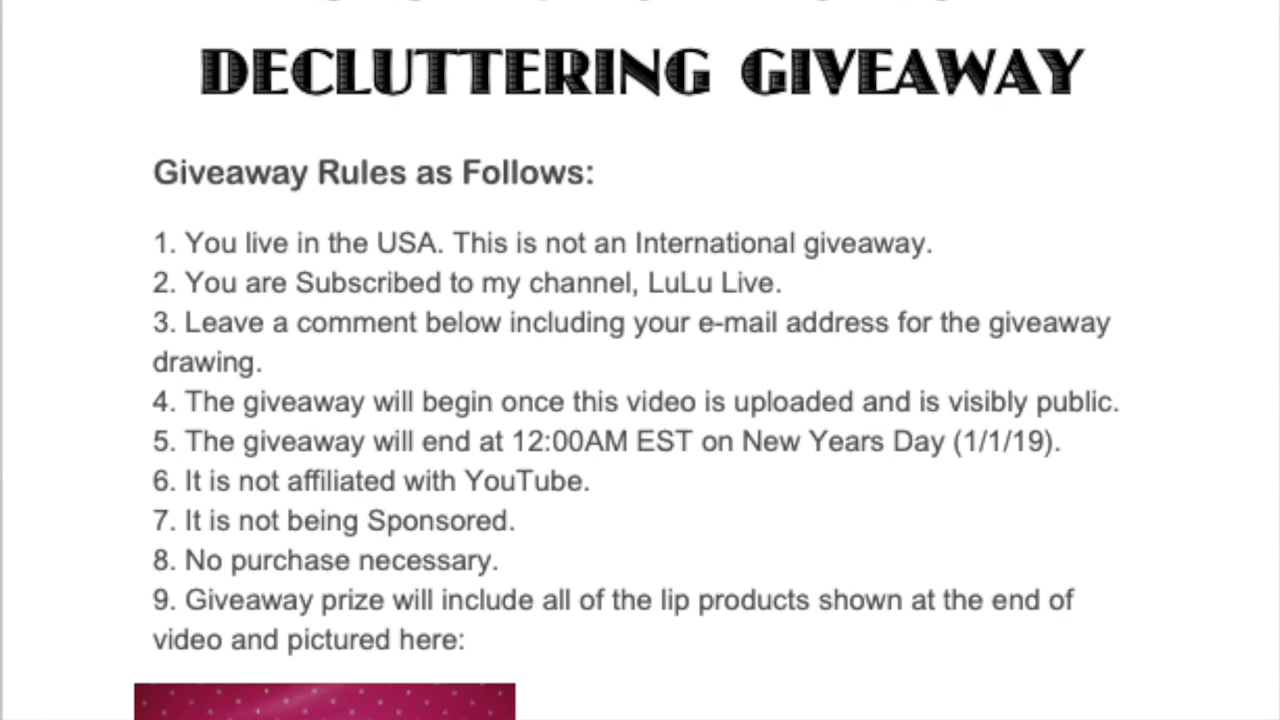 DECLUTTERING GIVEAWAY
Giveaway Rules as Follows:
1. You live in the USA. This is not an International giveaway.
2. You are Subscribed to my channel, LuLu Live.
3. Leave a comment below including your e-mail address for the giveaway
drawing.
4. The giveaway will begin once this video is uploaded and is visibly public.
5. The giveaway will end at 12:00AM EST on New Years Day (1/1/19).
6. It is not affiliated with YouTube.
7. It is not being Sponsored.
8. No purchase necessary.
9. Giveaway prize will include all of the lip products shown at the end of
video and pictured here: